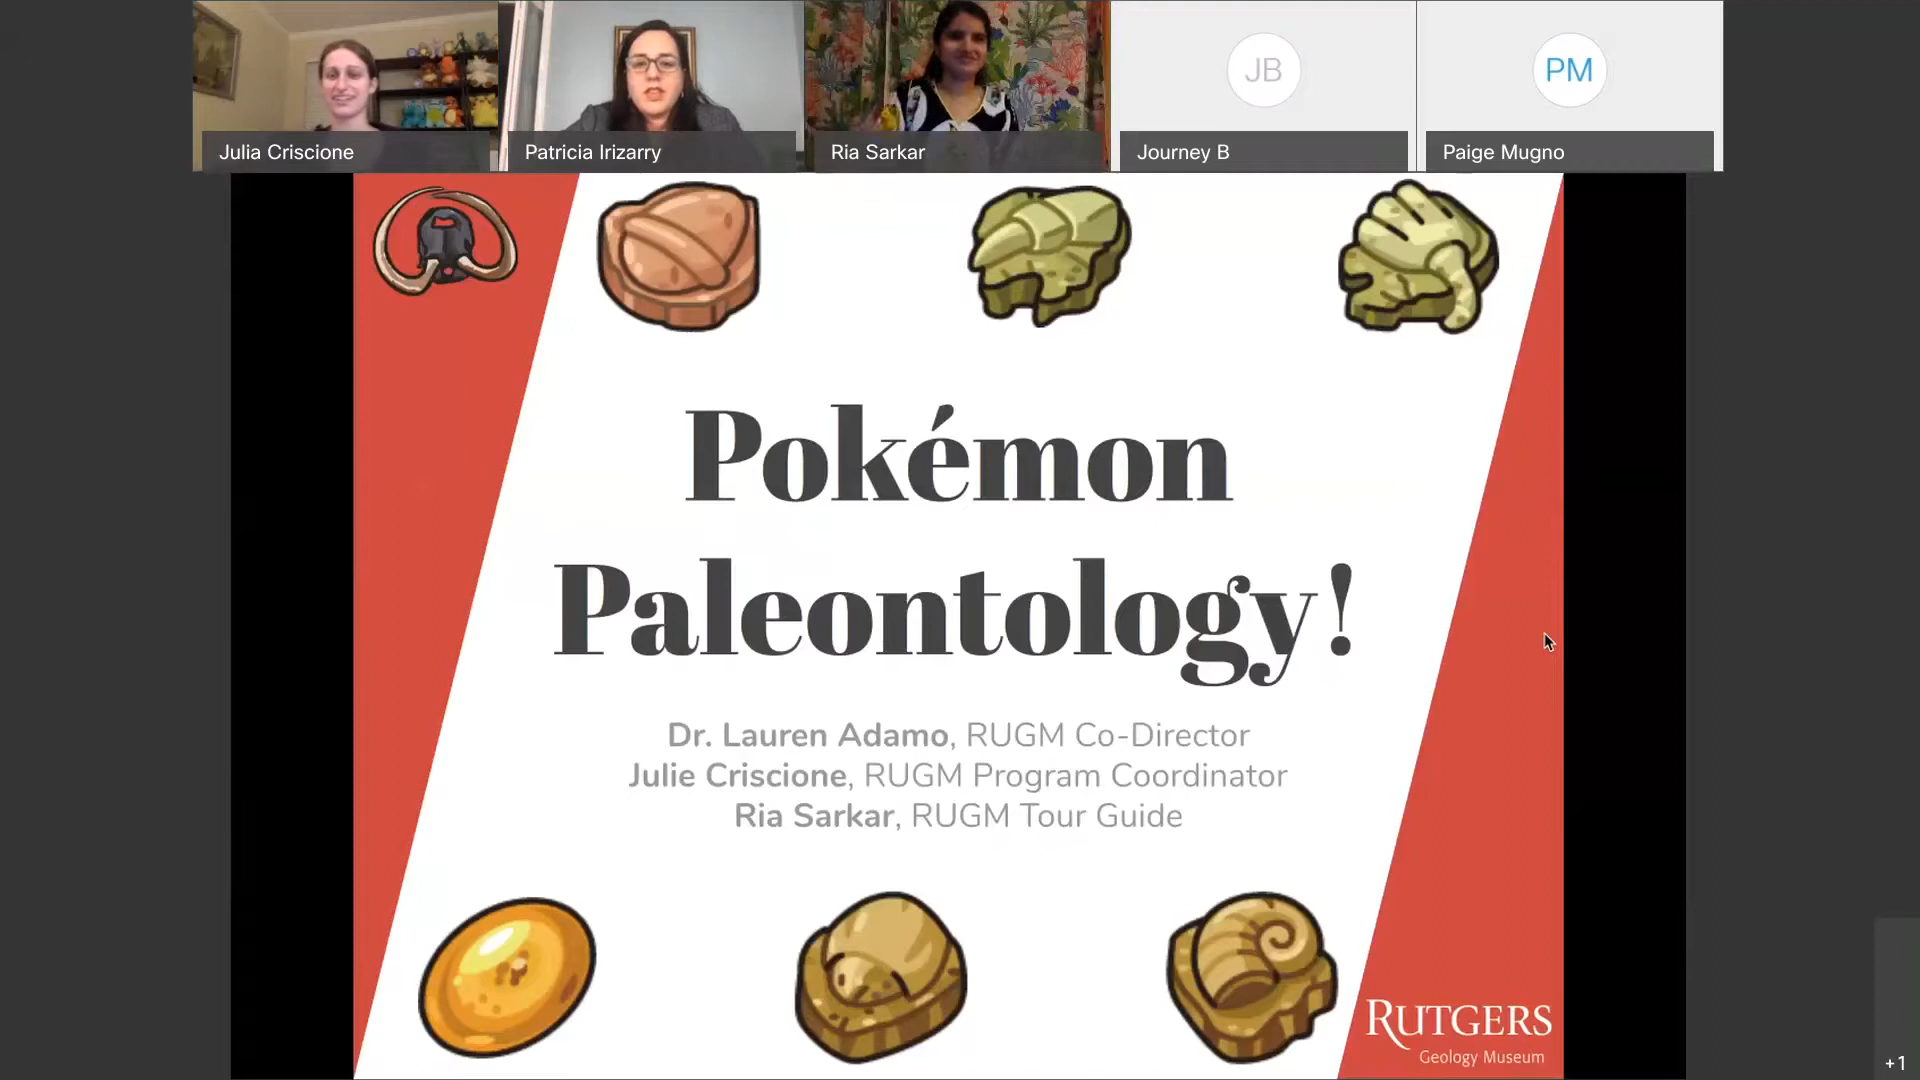 Julia Criscione
Patricia Irizarry
Ria Sarkar
JB
Journey B
PM
Paige Mugno
Pokémon
Paleontology!
Dr. Lauren Adamo, RUGM Co-Director
Julie Criscione, RUGM Program Coordinator
Ria Sarkar, RUGM Tour Guide
RUTGERS
Geology Museum
+1